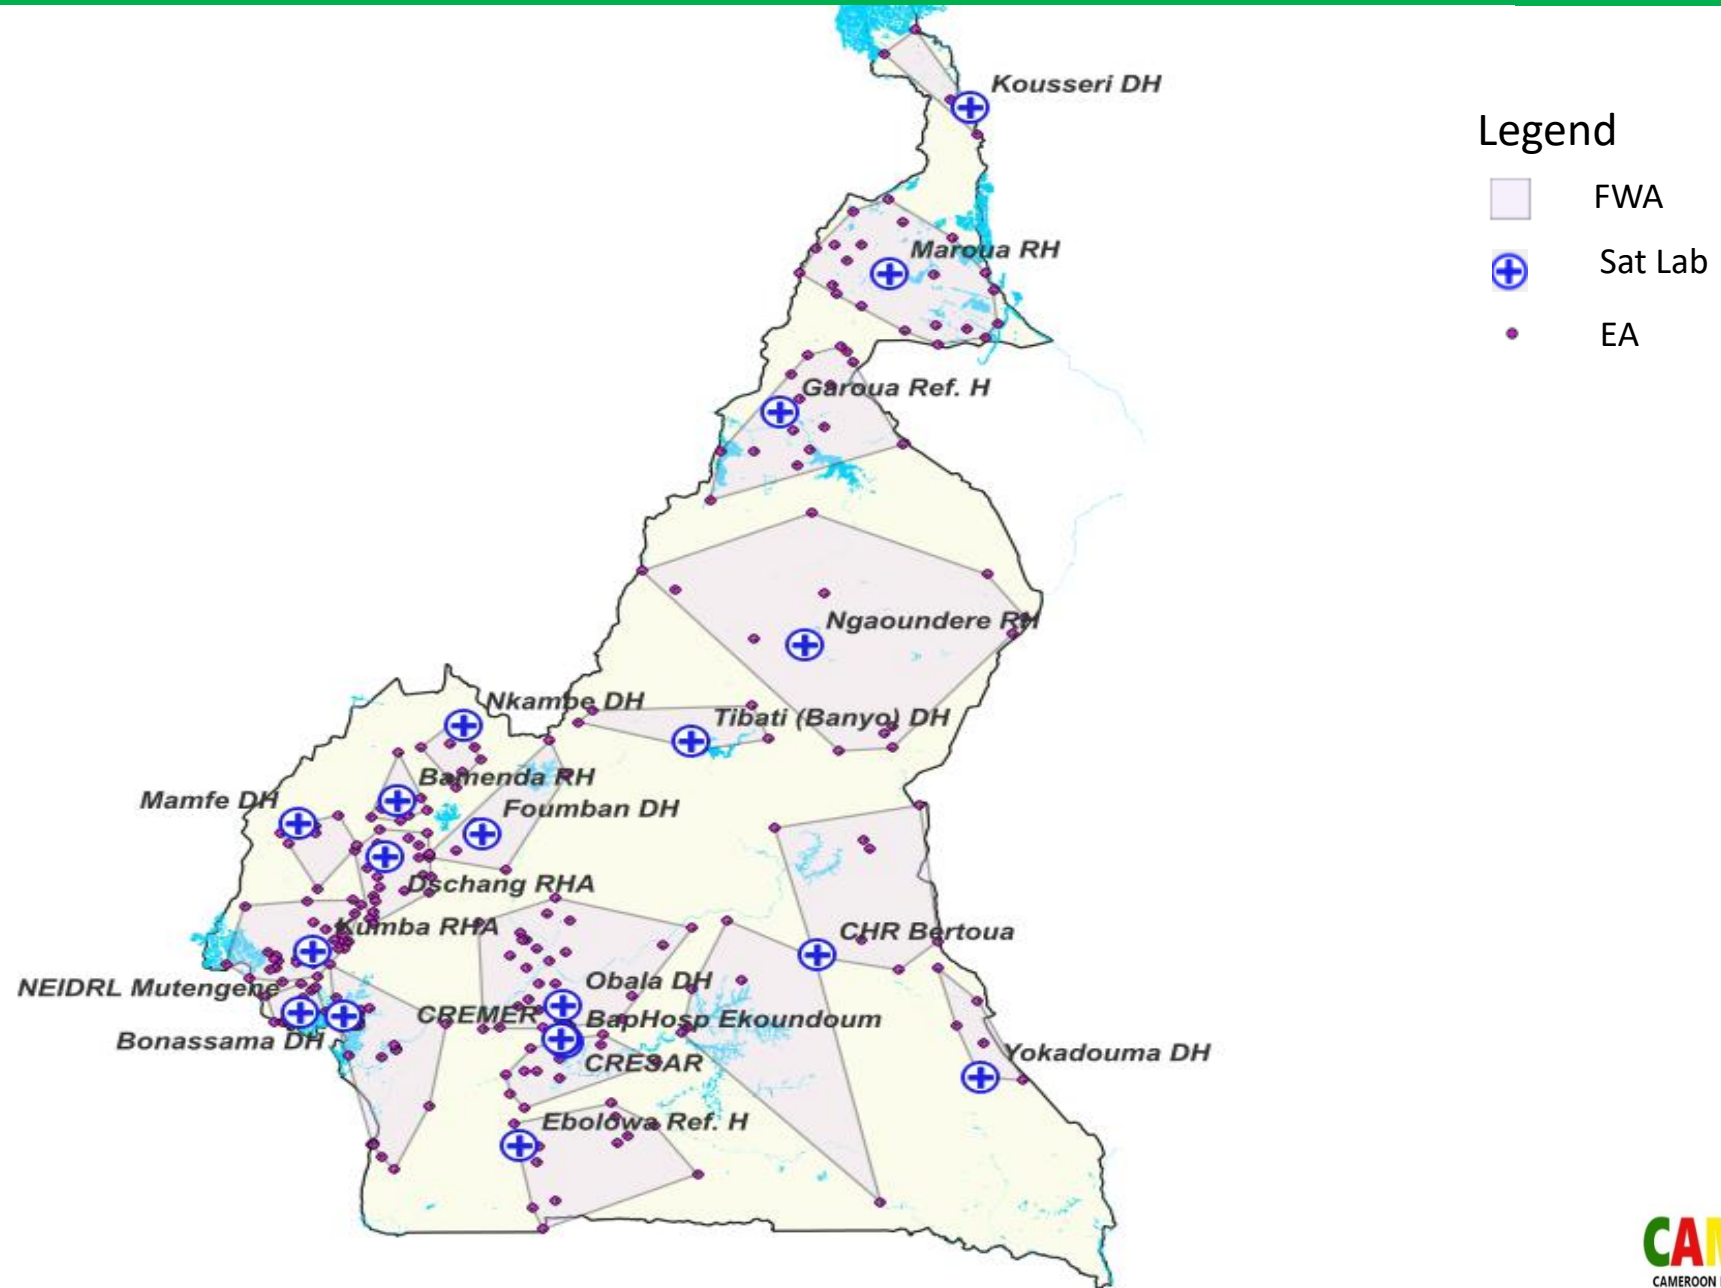 Kousseri DH
Legend
FWA
Maroua RH
Sat Lab
EA
Garoua Ref. H
Ngaoundere RH
Nkambe DH
Tibati (Banyo) DH
Bamenda RH
Mamfe DH
Foumban DH
Dschang RHA
Kumba RHA
CHR Bertoua
NEIDRL Mutengene
Obala DH
CREMER
BapHosp Ekoundoum
Bonassama DH
CRESAR
Yokadouma DH
Ebolowa Ref. H
CAM
CAMEROON